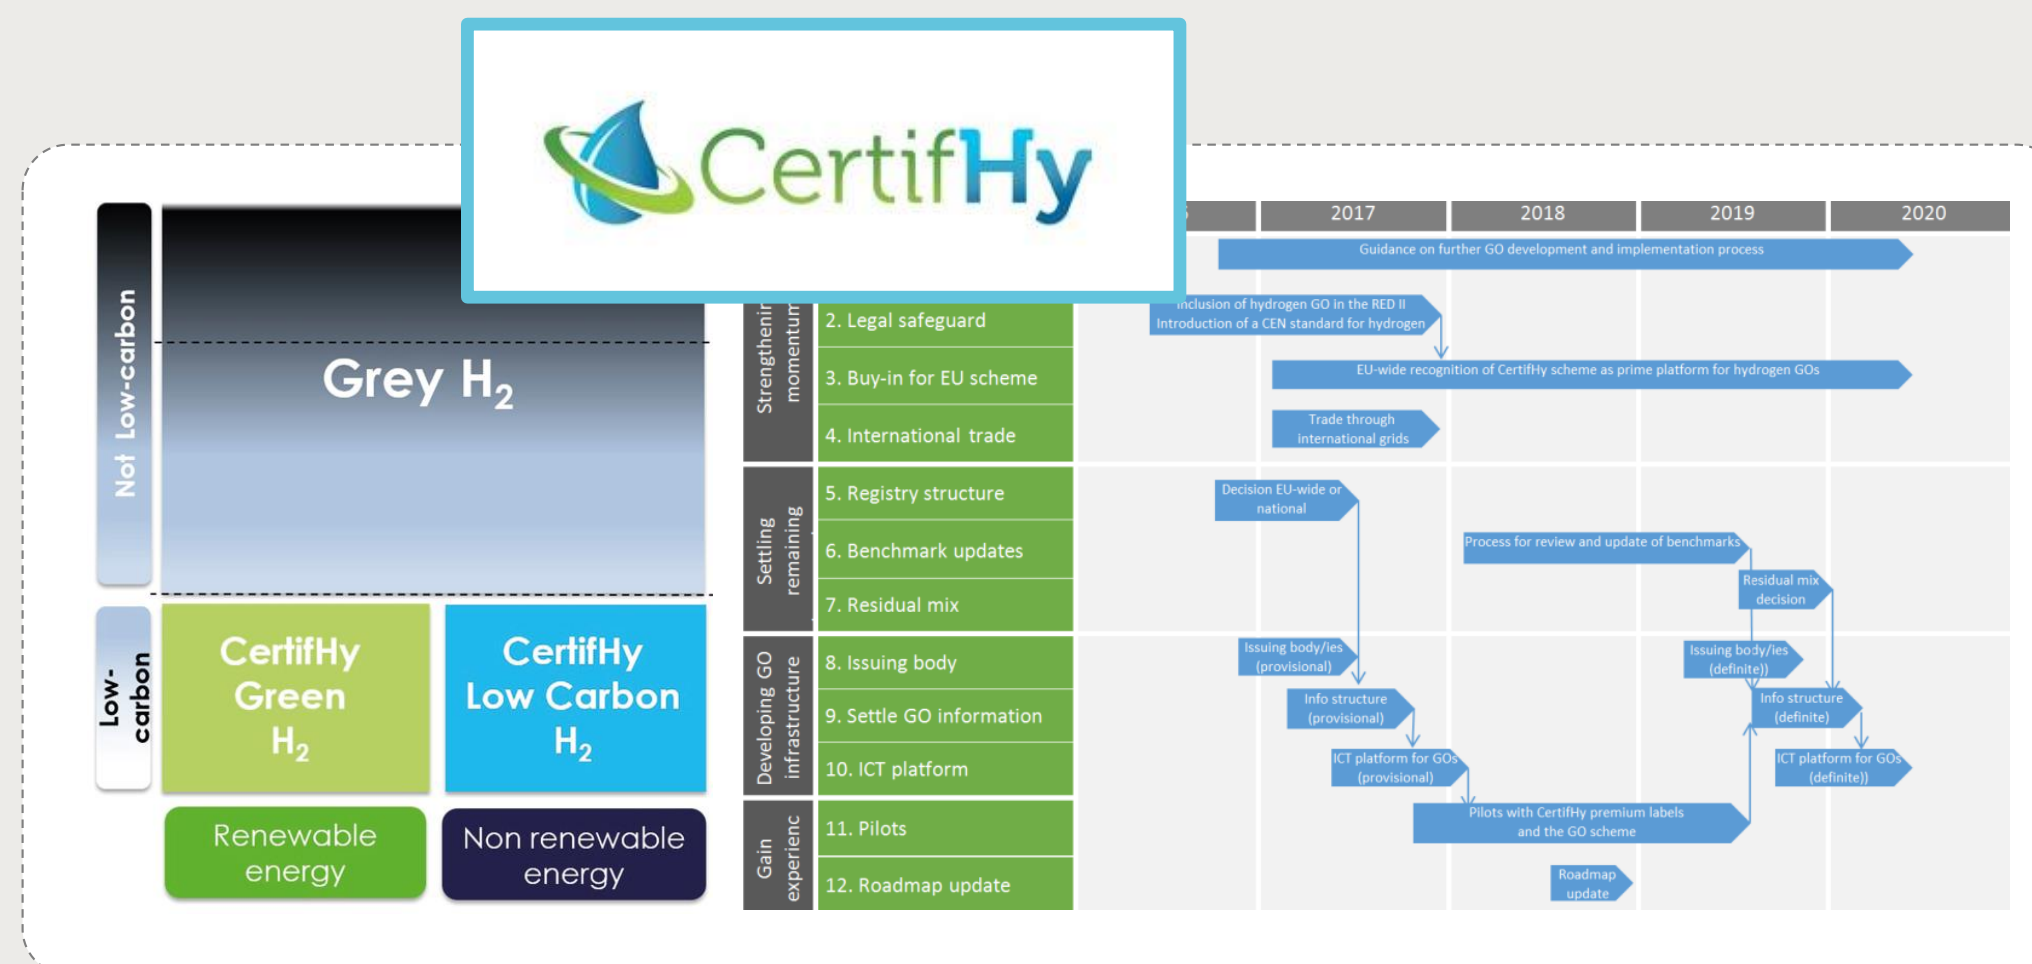 CertifHy
Not Low-carbon
Grey H₂
Low-
carbon
CertifHy
Green
H₂
CertifHy
Low Carbon
H₂
Renewable
energy
Non renewable
energy
2017
2018
2019
2020
Strengthenin
momentum
2. Legal safeguard
3. Buy-in for EU scheme
4. International trade
Settling
remaining
5. Registry structure
6. Benchmark updates
7. Residual mix
Developing GO
infrastructure
8. Issuing body
9. Settle GO information
10. ICT platform
Gain
experienc
11. Pilots
12. Roadmap update
Guidance on further GO development and implementation process
Inclusion of hydrogen GO in the RED II
Introduction of a CEN standard for hydrogen
EU-wide recognition of CertifHy scheme as prime platform for hydrogen GOs
Trade through
international grids
Decision EU-wide or
national
Process for review and update of benchmarks
Residual mix
decision
Issuing body/ies
(provisional)
Issuing body/ies
(definite))
Info structure
(provisional)
Info structure
(definite)
ICT platform for GOs
(provisional)
ICT platform for GOs
(definite))
Pilots with CertifHy premium labels
and the GO scheme
Roadmap
update